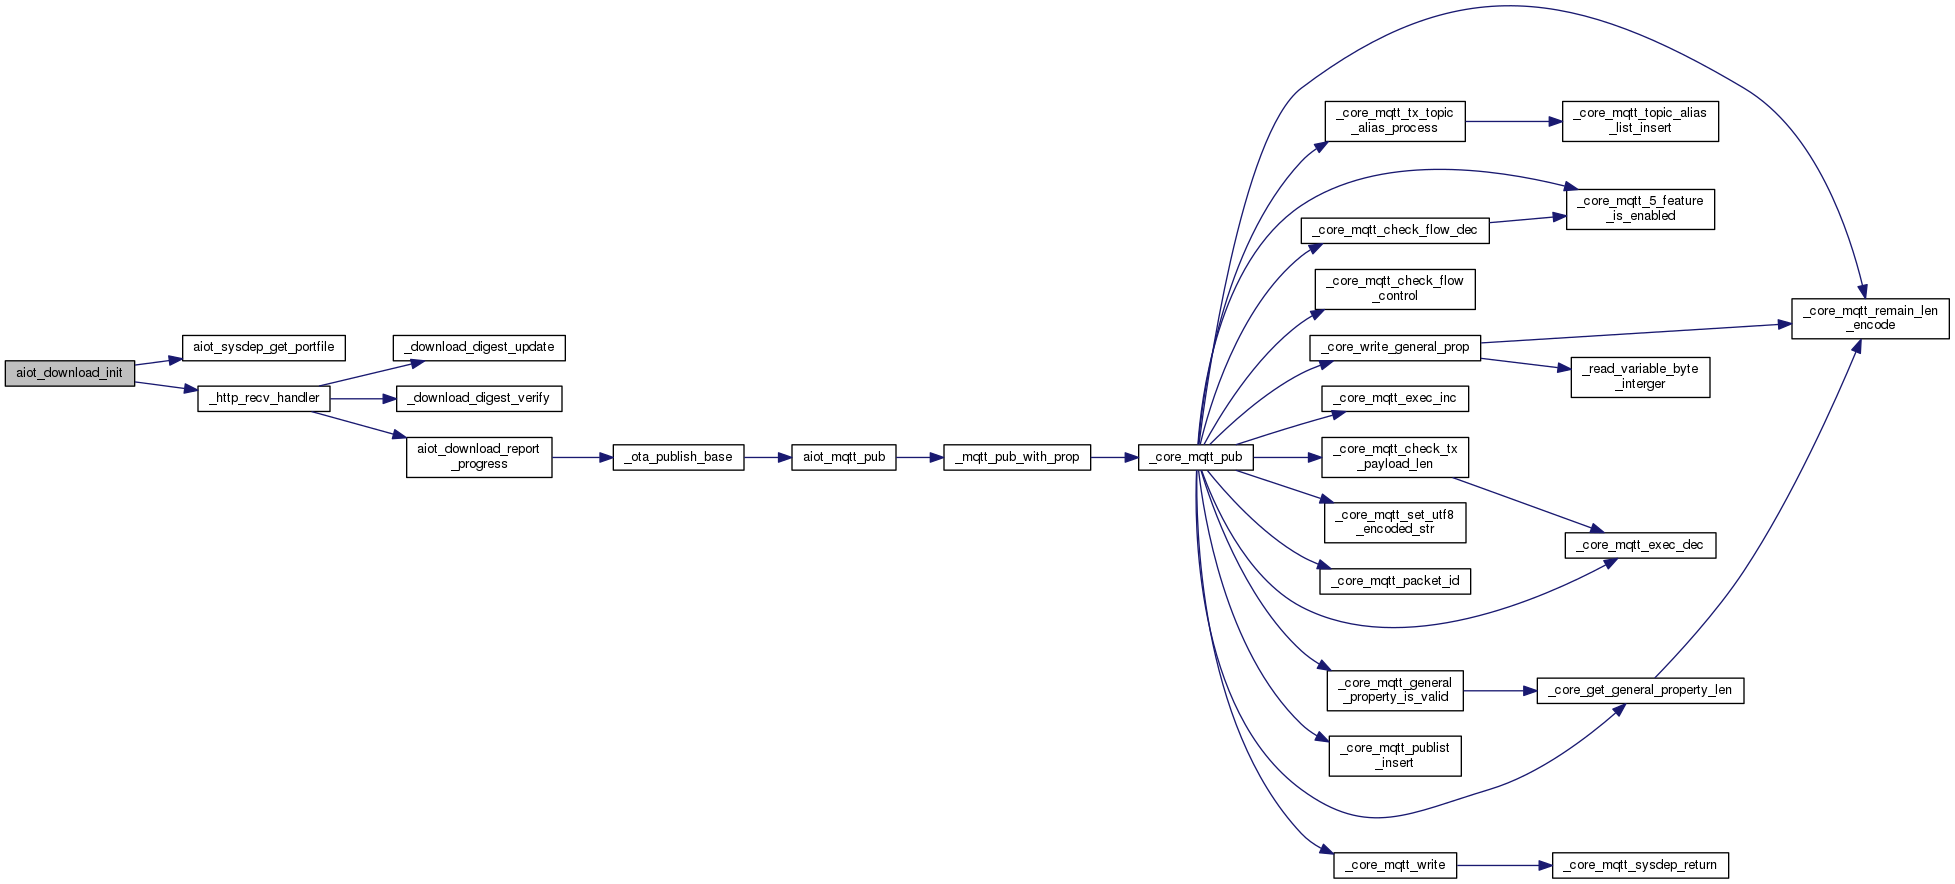 aiot_download_init
aiot_sysdep_get_portfile
_http_recv_handler
_download_digest_update
_download_digest_verify
aiot_download_report
_progress
_ota_publish_base
aiot_mqtt_pub
_mqtt_pub_with_prop
_core_mqtt_pub
_core_mqtt_tx_topic
_alias_process
_core_mqtt_check_flow_dec
_core_mqtt_check_flow
_control
_core_write_general_prop
_core_mqtt_exec_inc
_core_mqtt_check_tx
_payload_len
_core_mqtt_set_utf8
_encoded_str
_core_mqtt_packet_id
_core_mqtt_general
_property_is_valid
_core_mqtt_publist
_insert
_core_mqtt_write
_core_mqtt_topic_alias
_list_insert
_core_mqtt_5_feature
_is_enabled
_read_variable_byte
_interger
_core_mqtt_exec_dec
_core_get_general_property_len
_core_mqtt_sysdep_return
_core_mqtt_remain_len
_encode